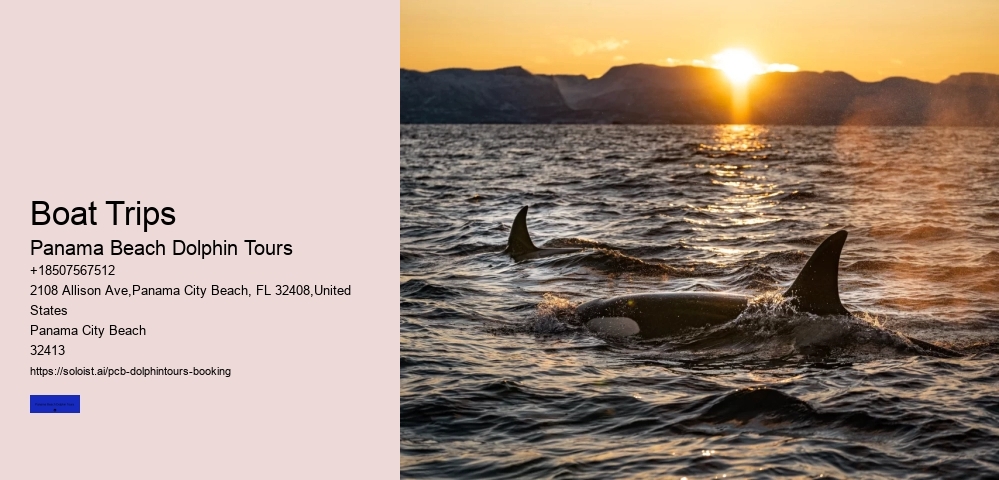 Boat Trips
Panama Beach Dolphin Tours
+18507567512
2108 Allison Ave,Panama City Beach, FL 32408,United
States
Panama City Beach
32413
https://soloist.ai/pcb-dolphintours-booking